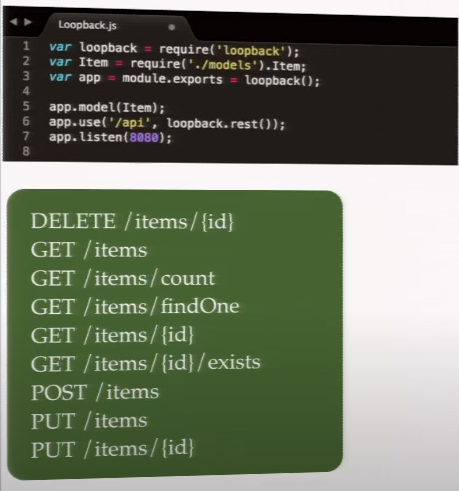 Loopback.js
1 var loopback = require('loopback');
2 var Item = require('./models').Item;
3 var app = module.exports = loopback();
4
5 app.model(Item);
6 app.use('/api', loopback.rest());
7 app.listen(8080);
8
DELETE /items/{id}
GET /items
GET /items/count
GET /items/findOne
GET /items/{id}
GET /items/{id}/exists
POST /items
PUT /items
PUT /items/{id}